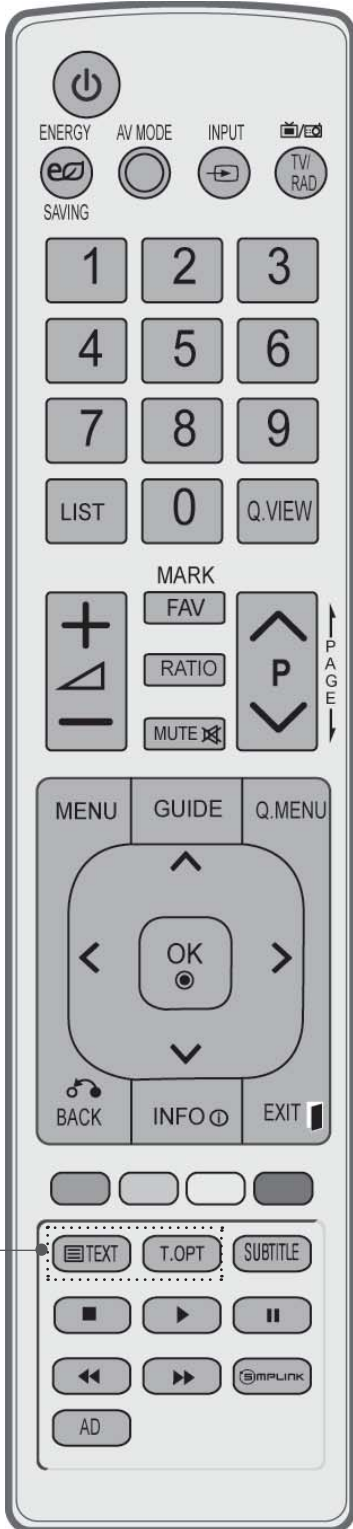 ENERGY AV MODE INPUT
TV/
RAD
SAVING
1 2 3
4 5 6
7 8 9
LIST 0 Q.VIEW
MARK
FAV
P
RATIO
PAGE
MUTE
MENU GUIDE Q.MENU
OK
BACK INFO EXIT
TEXT T.OPT SUBTITLE
SIMPLINK
AD